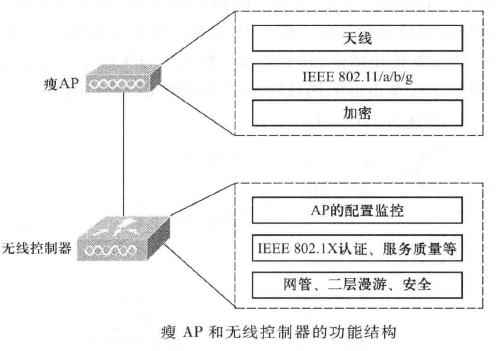 天线
瘦AP
IEEE 802.11/a/b/g
加密
AP的配置监控
无线控制器
IEEE 802.1X认证、服务质量等
网管、二层漫游、安全
瘦 AP 和无线控制器的功能结构